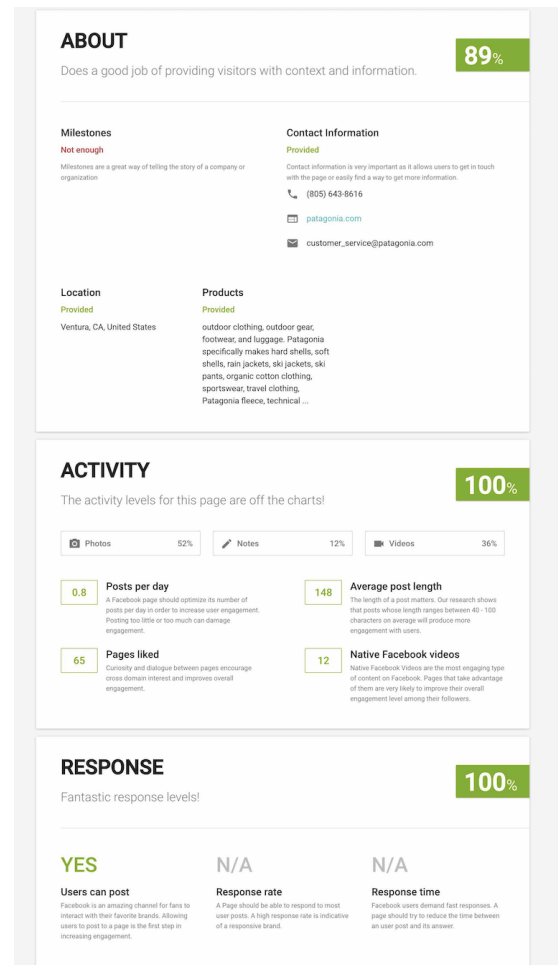 ABOUT
89%
Does a good job of providing visitors with context and information.
Milestones
Not enough
Milestones are a great way of telling the story of a company or
organization
Contact Information
Provided
Contact information is very important as it allows users to get in touch
with the page or easily find a way to get more information.
(805) 643-8616
patagonia.com
customer_service@patagonia.com
Location
Provided
Ventura, CA, United States
Products
Provided
outdoor clothing, outdoor gear,
footwear, and luggage. Patagonia
specifically makes hard shells, soft
shells, rain jackets, ski jackets, ski
pants, organic cotton clothing,
sportswear, travel clothing,
Patagonia fleece, technical ...
ACTIVITY
100%
The activity levels for this page are off the charts!
Photos 52%
Notes 12%
Videos 36%
0.8
Posts per day
A Facebook page should optimize its number of
posts per day in order to increase user engagement.
Posting too little or too much can damage
engagement.
148
Average post length
The length of a post matters. Our research shows
that posts whose length ranges between 40 - 100
characters on average will produce more
engagement with users.
65
Pages liked
Curiosity and dialogue between pages encourage
cross domain interest and improves overall
engagement.
12
Native Facebook videos
Native Facebook Videos are the most engaging type
of content on Facebook. Pages that take advantage
of them are very likely to improve their overall
engagement level among their followers.
RESPONSE
100%
Fantastic response levels!
YES
Users can post
Facebook is an amazing channel for fans to
interact with their favorite brands. Allowing
users to post to a page is the first step in
increasing engagement.
N/A
Response rate
A Page should be able to respond to most
user posts. A high response rate is indicative
of a responsive brand.
N/A
Response time
Facebook users demand fast responses. A
page should try to reduce the time between
an user post and its answer.